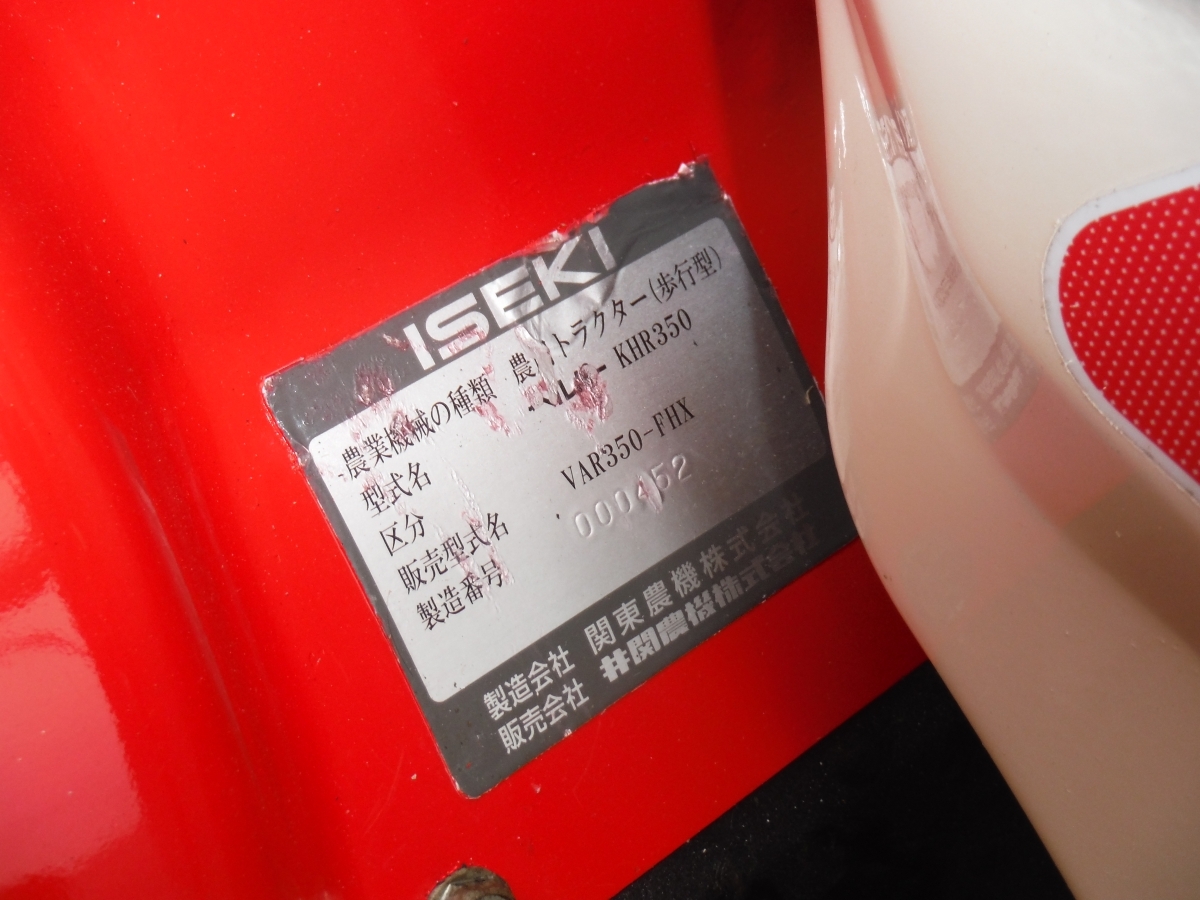 ISEKI
農業機械の種類 農用トラクター(歩行型)
型式名 KHR350
区分
販売型式名 VAR350-FHX
製造番号 000452
製造会社 関東農機株式会社
販売会社 井関農機株式会社